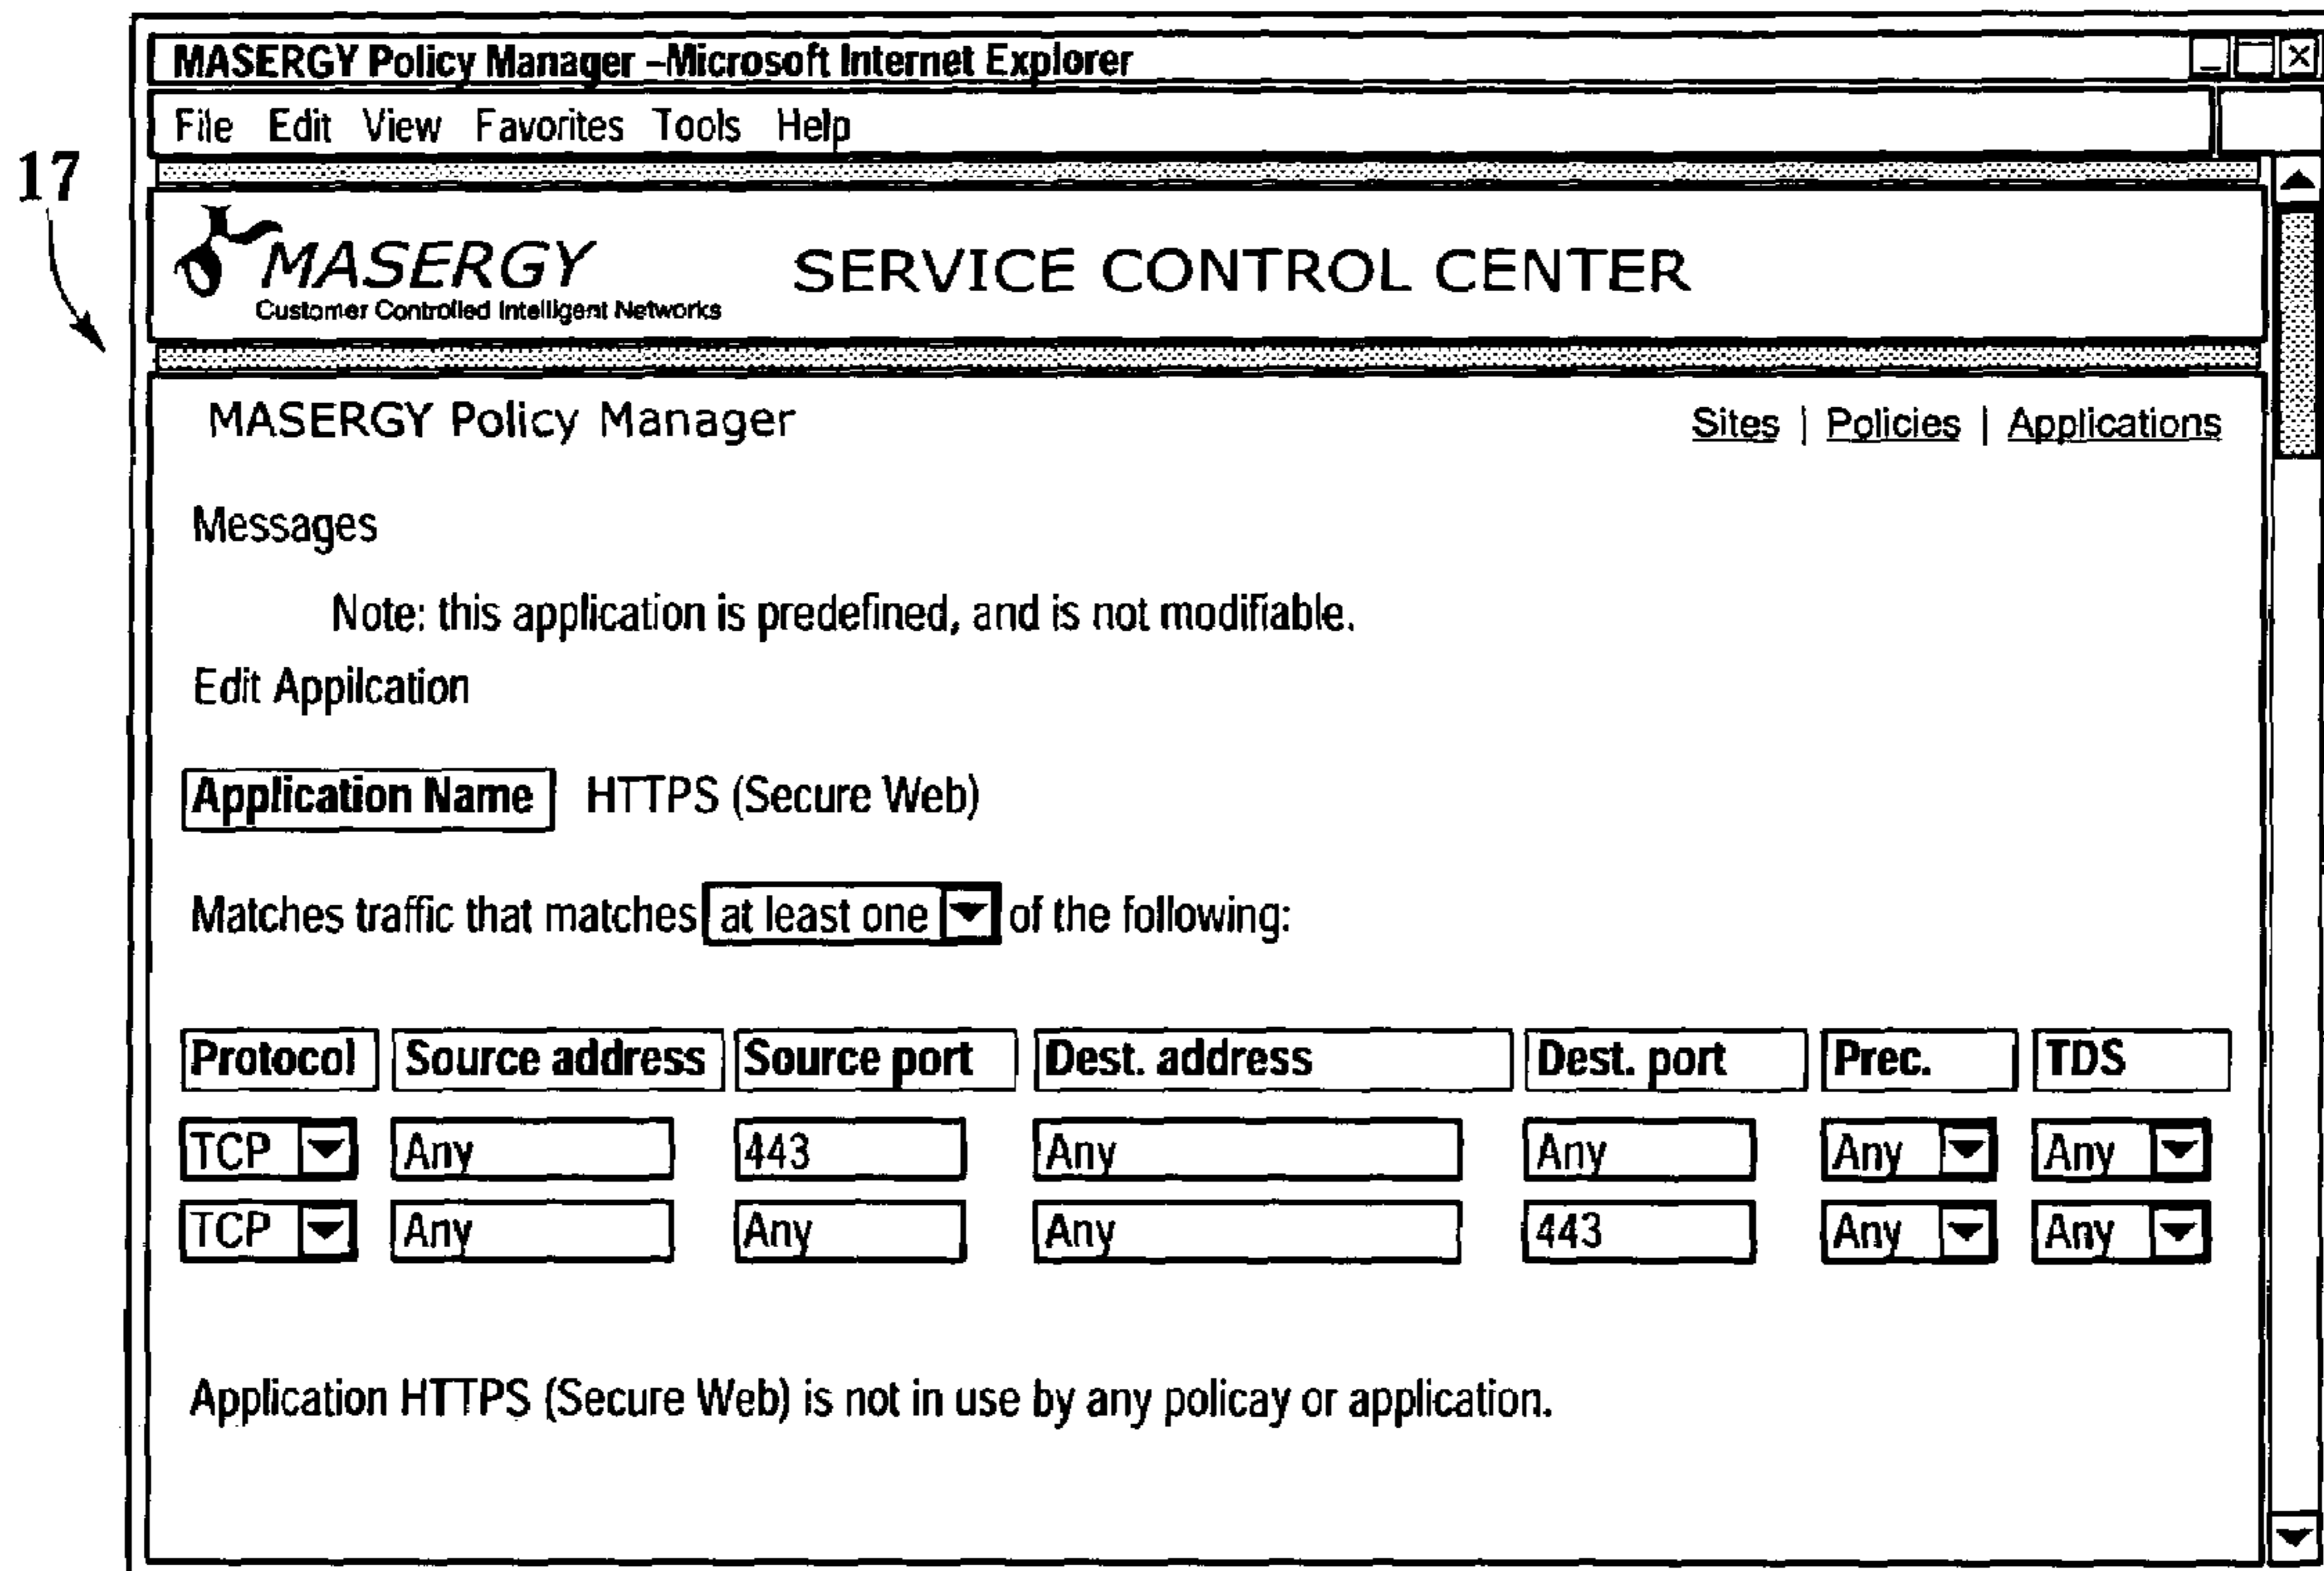 MASERGY Policy Manager –Microsoft Internet Explorer
File Edit View Favorites Tools Help
17
MASERGY
Customer Controlled Intelligent Networks
SERVICE CONTROL CENTER
MASERGY Policy Manager
Sites | Policies | Applications
Messages
Note: this application is predefined, and is not modifiable.
Edit Appilcation
Application Name HTTPS (Secure Web)
Matches traffic that matches at least one of the following:
Protocol Source address Source port Dest. address Dest. port Prec. TDS
TCP Any 443 Any Any Any Any
TCP Any Any Any 443 Any Any
Application HTTPS (Secure Web) is not in use by any policay or application.